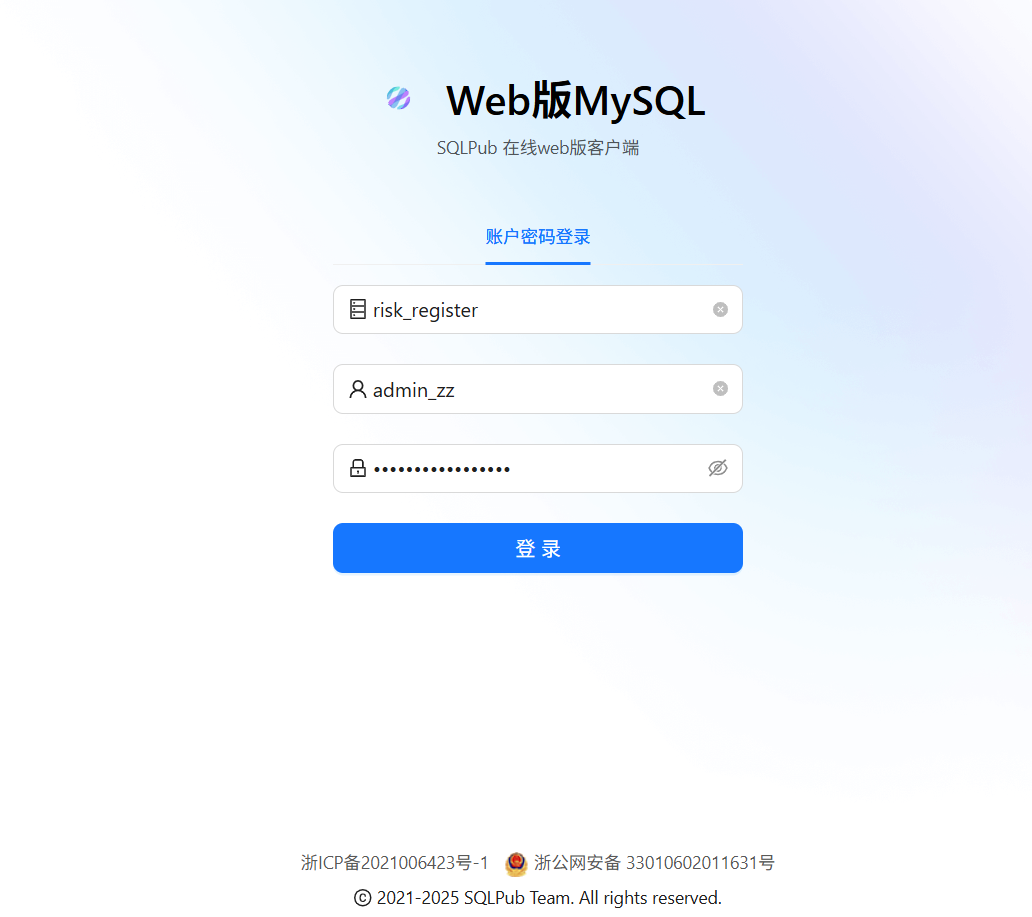 Web版MySQL
SQLPub 在线web版客户端
账户密码登录
risk_register
admin_zz
•••••••••••••••••
登 录
浙ICP备2021006423号-1 浙公网安备 33010602011631号
© 2021-2025 SQLPub Team. All rights reserved.